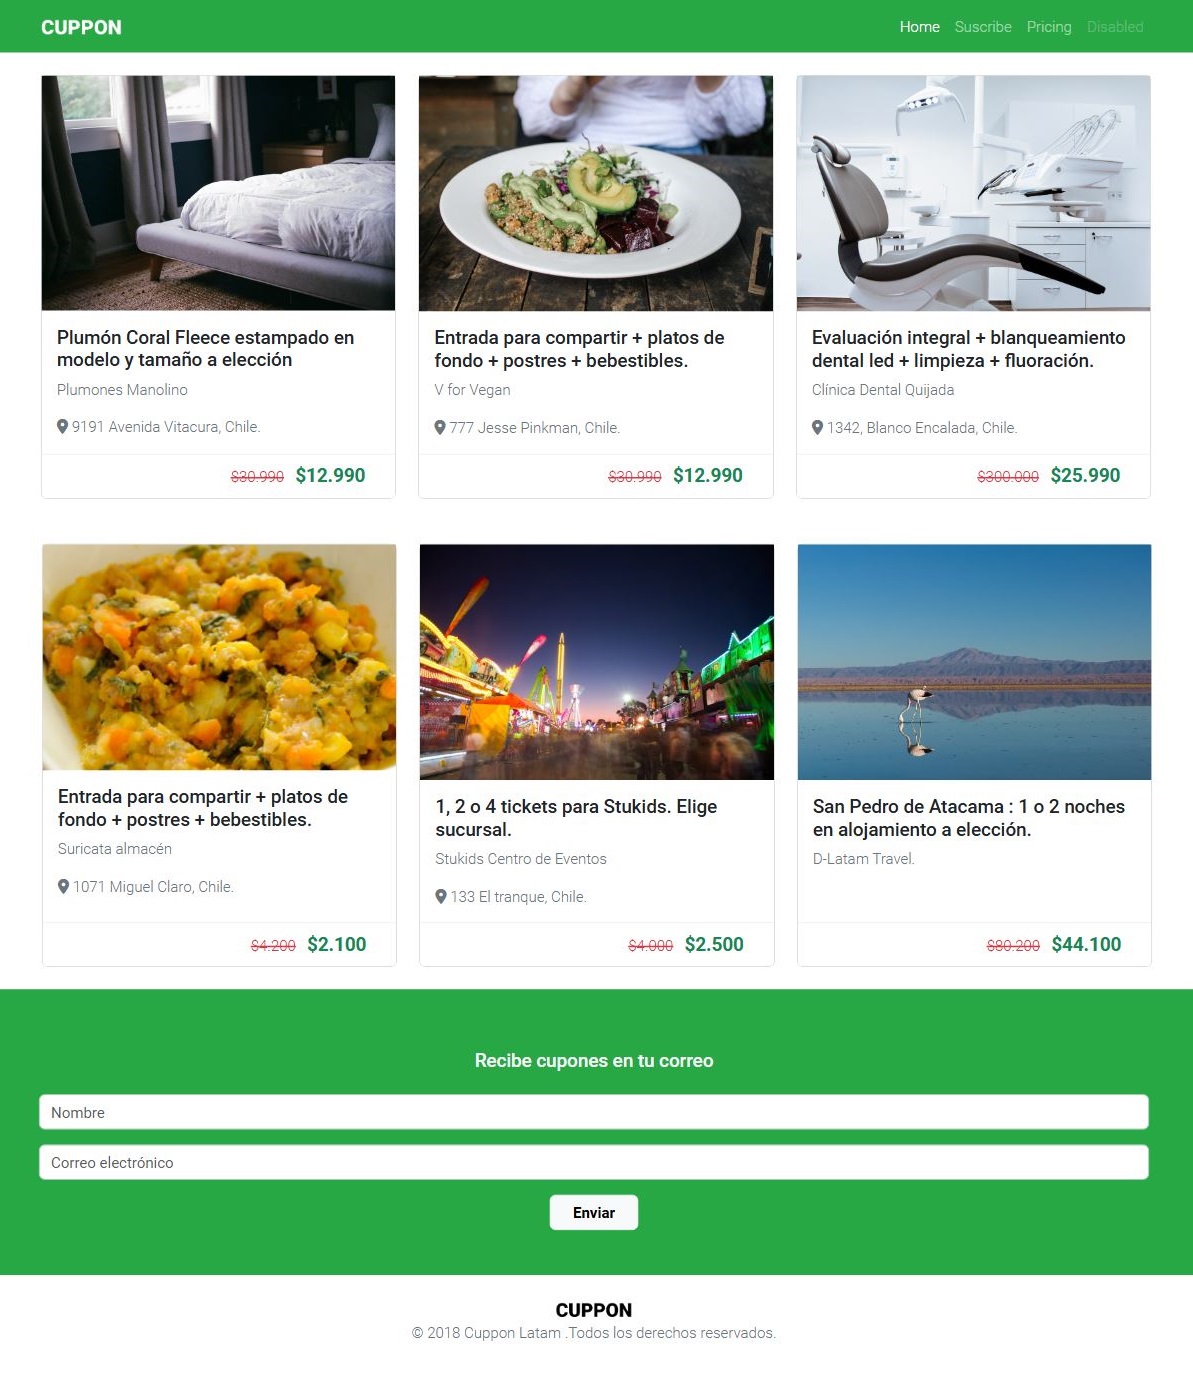 CUPPON
Home Suscribe Pricing Disabled
Plumón Coral Fleece estampado en
modelo y tamaño a elección
Plumones Manolino
9191 Avenida Vitacura, Chile.
$30.990 $12.990
Entrada para compartir + platos de
fondo + postres + bebestibles.
V for Vegan
777 Jesse Pinkman, Chile.
$30.990 $12.990
Evaluación integral + blanqueamiento
dental led + limpieza + fluoración.
Clínica Dental Quijada
1342, Blanco Encalada, Chile.
$300.000 $25.990
Entrada para compartir + platos de
fondo + postres + bebestibles.
Suricata almacén
1071 Miguel Claro, Chile.
$4.200 $2.100
1, 2 o 4 tickets para Stukids. Elige
sucursal.
Stukids Centro de Eventos
133 El tranque, Chile.
$4.000 $2.500
San Pedro de Atacama : 1 o 2 noches
en alojamiento a elección.
D-Latam Travel.
$80.200 $44.100
Recibe cupones en tu correo
Nombre
Correo electrónico
Enviar
CUPPON
© 2018 Cuppon Latam .Todos los derechos reservados.